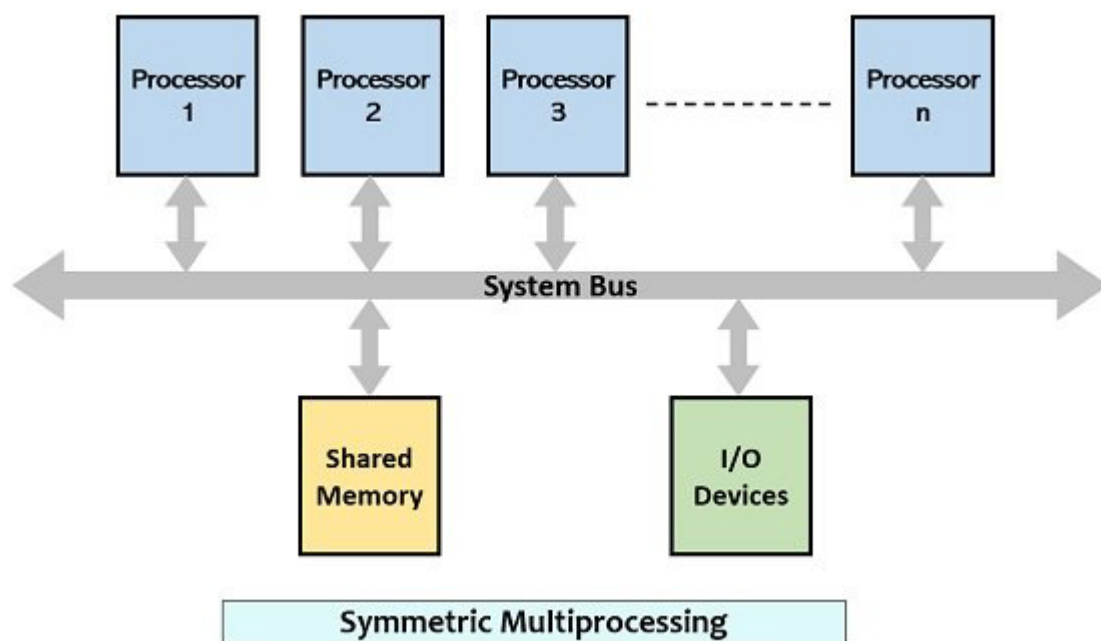 Processor
1
Processor
2
Processor
3
Processor
n
System Bus
Shared
Memory
I/O
Devices
Symmetric Multiprocessing